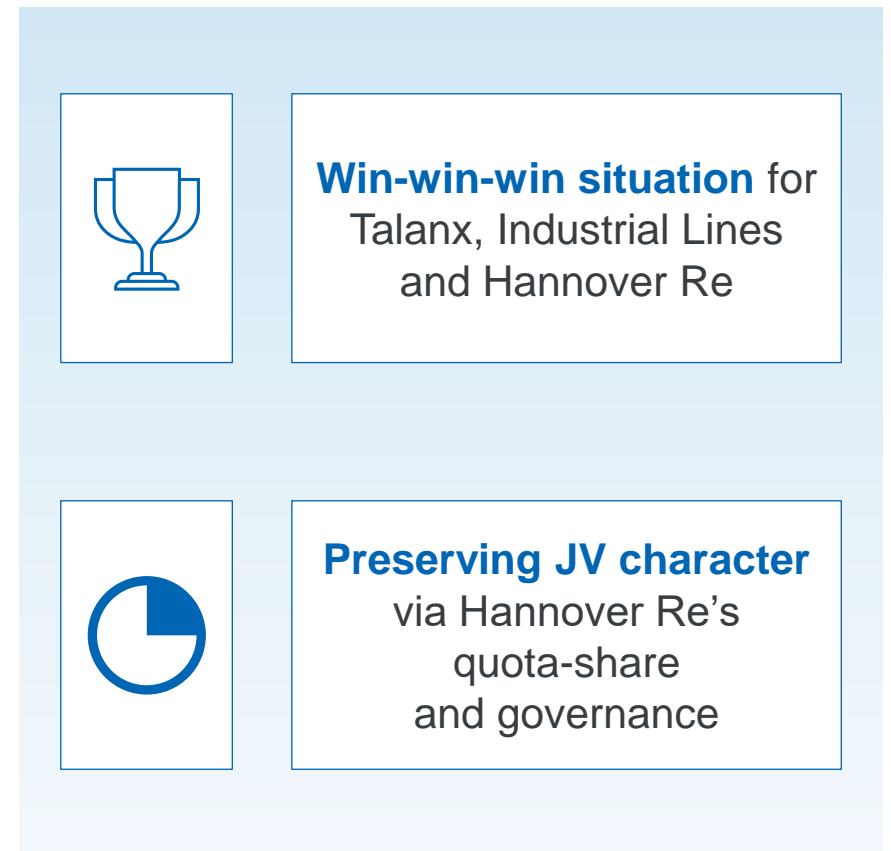 Win-win-win situation for
Talanx, Industrial Lines
and Hannover Re
Preserving JV character
via Hannover Re’s
quota-share
and governance